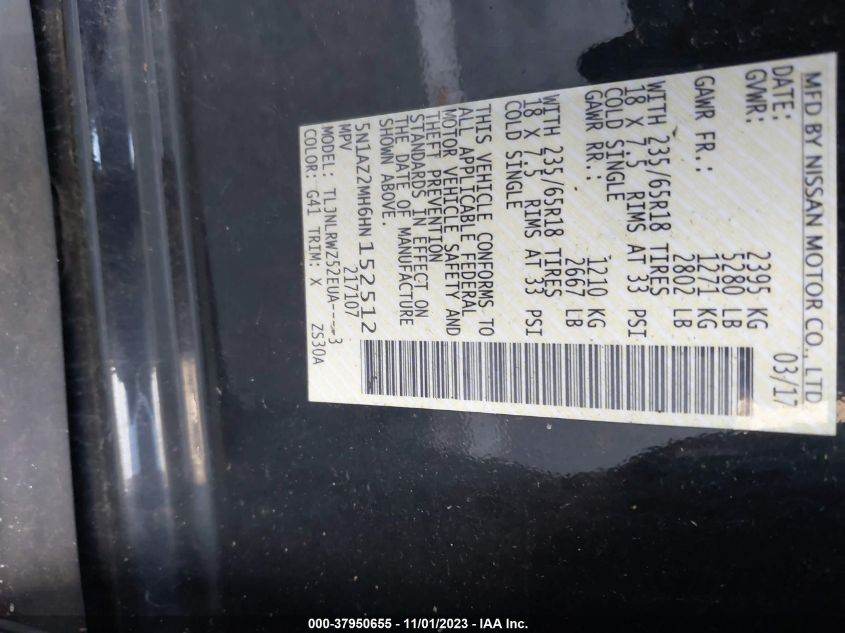 MFD BY NISSAN MOTOR CO., LTD
DATE: 03/17
GVWR: 2395 KG
5280 LB
GAWR FR.: 1271 KG
2802 LB
WITH 235/65R18 TIRES
18 X 7.5 RIMS AT 33 PSI
COLD SINGLE
GAWR RR.: 1210 KG
2667 LB
WITH 235/65R18 TIRES
18 X 7.5 RIMS AT 33 PSI
COLD SINGLE
THIS VEHICLE CONFORMS TO
ALL APPLICABLE FEDERAL
MOTOR VEHICLE SAFETY AND
THEFT PREVENTION
STANDARDS IN EFFECT ON
THE DATE OF MANUFACTURE
SHOWN ABOVE.
5N1AZ2MH6HN152512
MPV 217107
MODEL: TLJNLRWZ52EUA----3
COLOR: G41 TRIM: X ZS30A
000-37950655 - 11/01/2023 - IAA Inc.